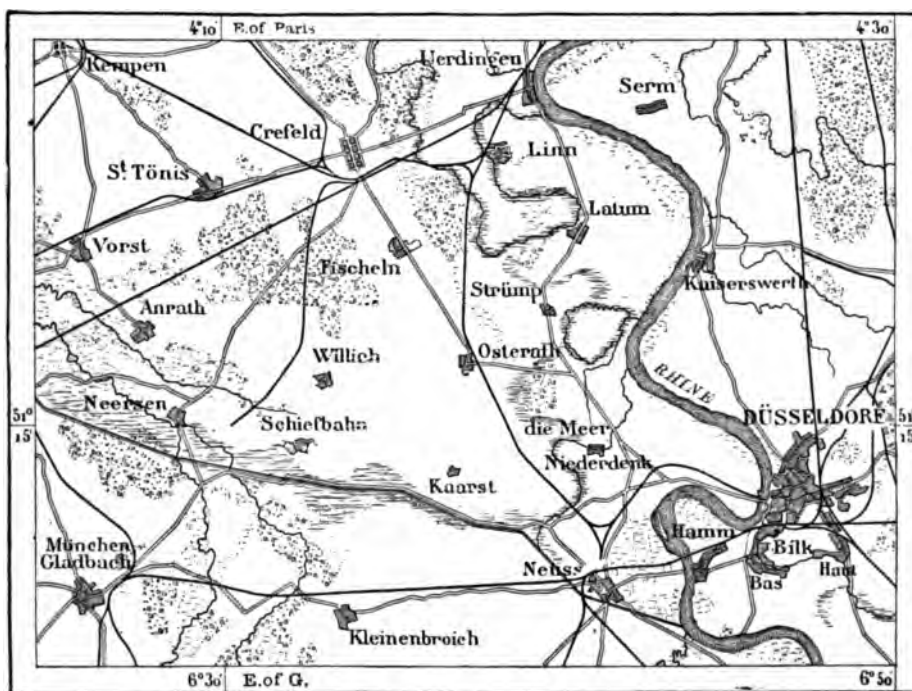 4°10' E.of Paris 4°30'
Kempen
Uerdingen
Serm
Crefeld
Linn
St Tönis
Latum
Vorst
Fischeln
Kaiserswerth
Strümp
Anrath
Willich
Osterath
RHINE
51°
15'
Neersen
Schiefbahn
die Meer
DÜSSELDORF
51°
15'
Niederdenk
Kaarst
München
Gladbach
Hamm
Bilk
Neuss
Bas
Haut
Kleinenbroich
6°30' E.of G. 6°50'